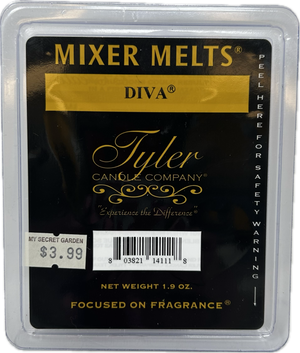 MIXER MELTS®
DIVA®
Tyler
CANDLE COMPANY®
"Experience the Difference"
MY SECRET GARDEN
$3.99
8 03821 14111 8
NET WEIGHT 1.9 OZ.
FOCUSED ON FRAGRANCE®
PEEL HERE FOR SAFETY WARNING